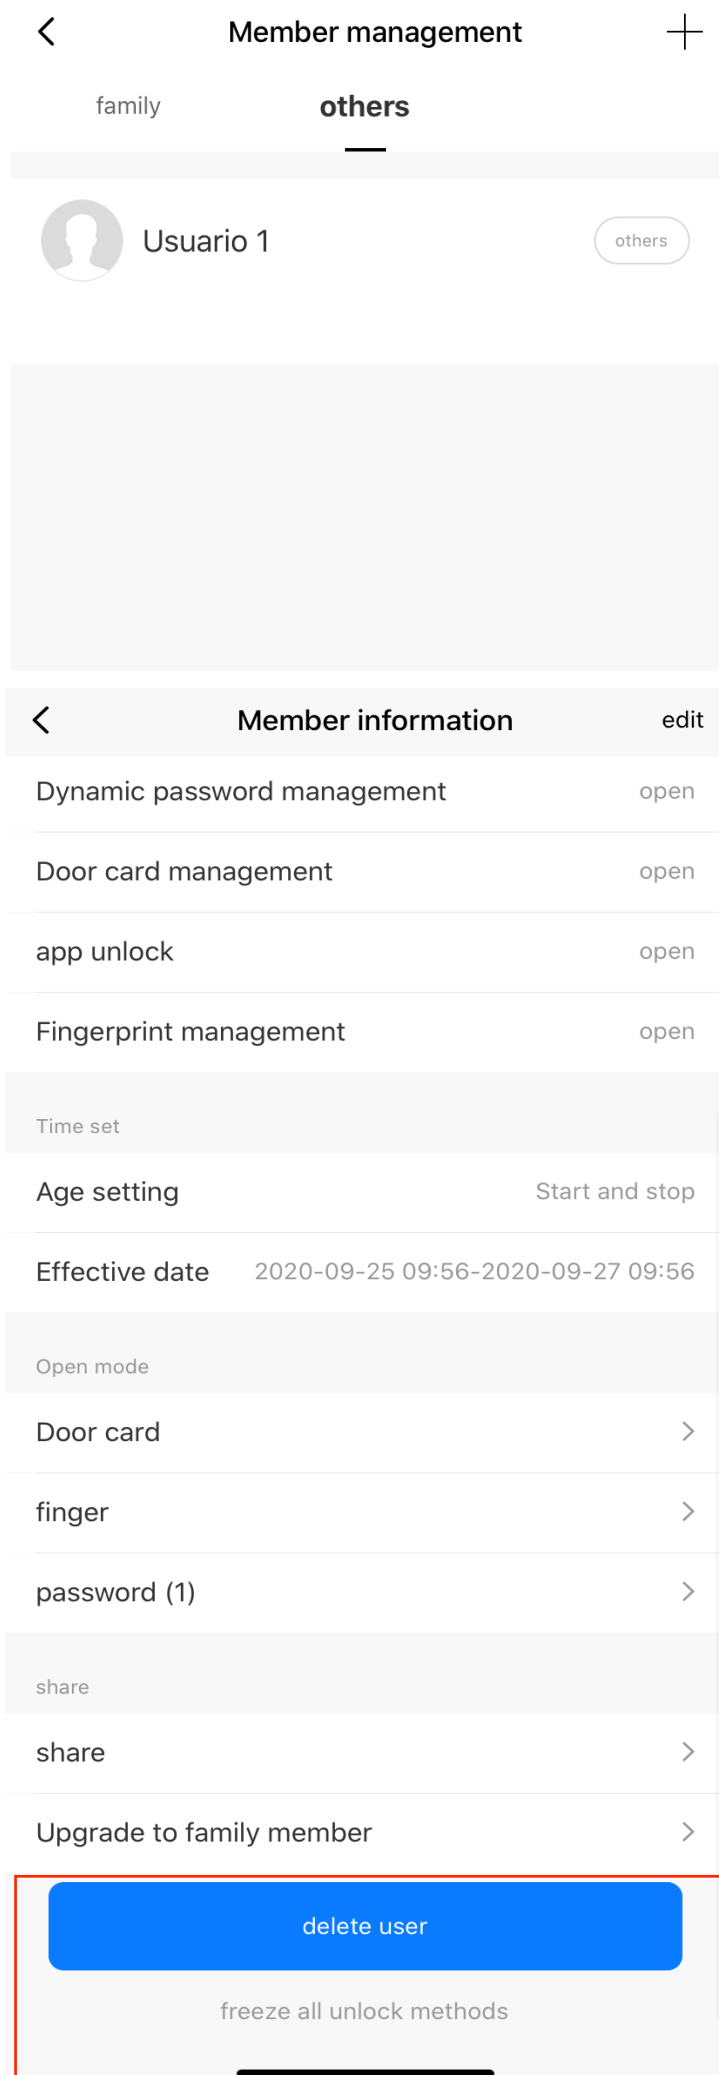 Member management
family others
Usuario 1 others
Member information edit
Dynamic password management open
Door card management open
app unlock open
Fingerprint management open
Time set
Age setting Start and stop
Effective date 2020-09-25 09:56-2020-09-27 09:56
Open mode
Door card
finger
password (1)
share
share
Upgrade to family member
delete user
freeze all unlock methods